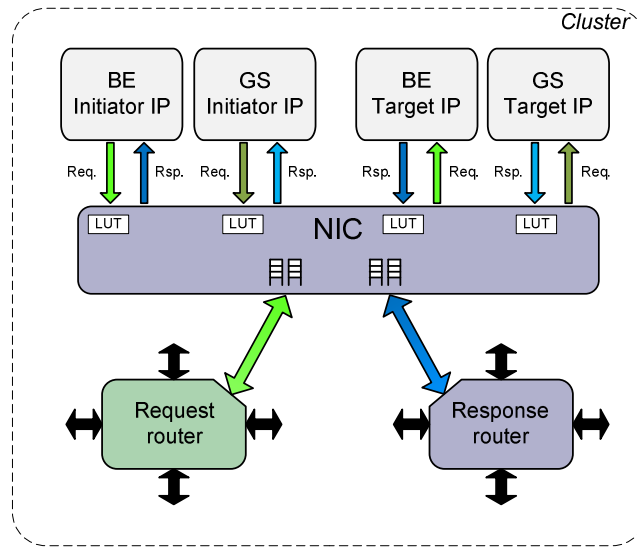 Cluster
BE
Initiator IP
GS
Initiator IP
BE
Target IP
GS
Target IP
Req.
Rsp.
Req.
Rsp.
Rsp.
Req.
Rsp.
Req.
LUT
LUT
NIC
LUT
LUT
Request
router
Response
router